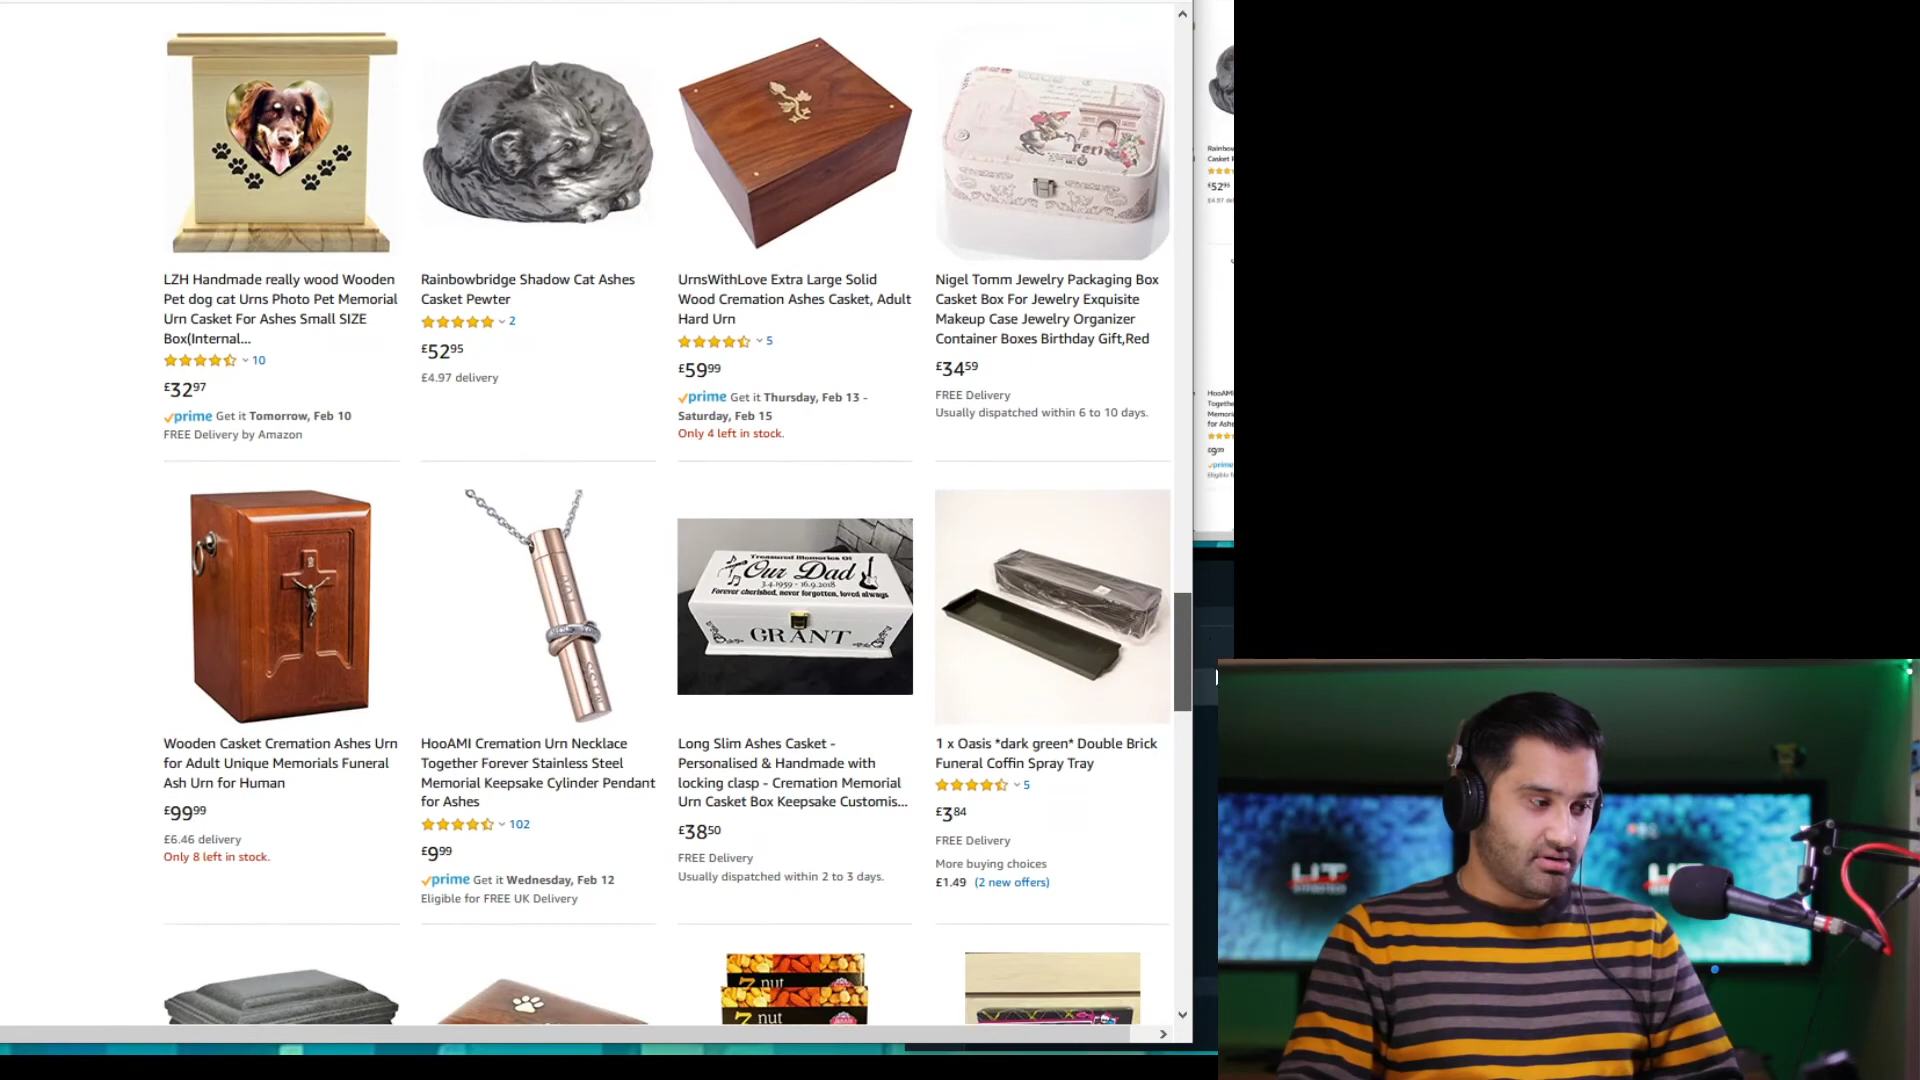 LZH Handmade really wood Wooden
Pet dog cat Urns Photo Pet Memorial
Urn Casket For Ashes Small SIZE
Box(Internal...
10
£3297
prime Get it Tomorrow, Feb 10
FREE Delivery by Amazon
Rainbowbridge Shadow Cat Ashes
Casket Pewter
2
£5295
£4.97 delivery
UrnsWithLove Extra Large Solid
Wood Cremation Ashes Casket, Adult
Hard Urn
5
£5999
prime Get it Thursday, Feb 13 -
Saturday, Feb 15
Only 4 left in stock.
Paris
Nigel Tomm Jewelry Packaging Box
Casket Box For Jewelry Exquisite
Makeup Case Jewelry Organizer
Container Boxes Birthday Gift,Red
£3459
FREE Delivery
Usually dispatched within 6 to 10 days.
Wooden Casket Cremation Ashes Urn
for Adult Unique Memorials Funeral
Ash Urn for Human
£9999
£6.46 delivery
Only 8 left in stock.
HooAMI Cremation Urn Necklace
Together Forever Stainless Steel
Memorial Keepsake Cylinder Pendant
for Ashes
102
£999
prime Get it Wednesday, Feb 12
Eligible for FREE UK Delivery
Treasured Memories Of
Our Dad
3.4.1959 - 16.9.2018
Forever cherished, never forgotten, loved always
GRANT
Long Slim Ashes Casket -
Personalised & Handmade with
locking clasp - Cremation Memorial
Urn Casket Box Keepsake Customis...
£3850
FREE Delivery
Usually dispatched within 2 to 3 days.
1 x Oasis *dark green* Double Brick
Funeral Coffin Spray Tray
5
£384
FREE Delivery
More buying choices
£1.49 (2 new offers)
7 nut
7 nut
Rainbow
Casket
£5295
HooAMI
Together
Memori
for Ash
£999
prime